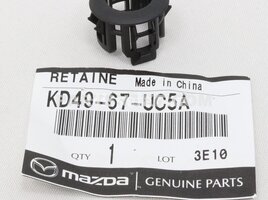 RETAINE Made in China
KD49-67-UC5A
QTY 1 LOT 3E10
mazda GENUINE PARTS